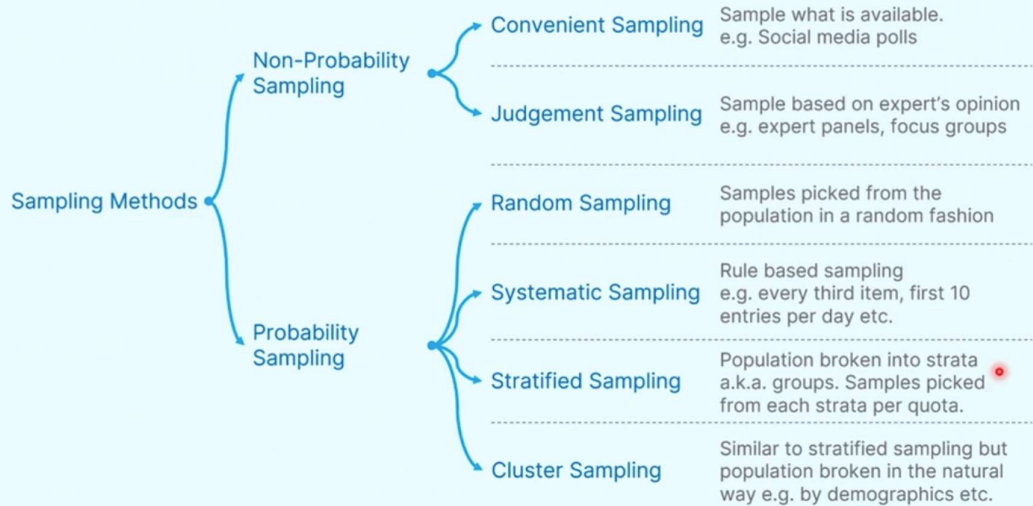 Sampling Methods
Non-Probability
Sampling
Convenient Sampling
Sample what is available.
e.g. Social media polls
Judgement Sampling
Sample based on expert's opinion
e.g. expert panels, focus groups
Probability
Sampling
Random Sampling
Samples picked from the
population in a random fashion
Systematic Sampling
Rule based sampling
e.g. every third item, first 10
entries per day etc.
Stratified Sampling
Population broken into strata
a.k.a. groups. Samples picked
from each strata per quota.
Cluster Sampling
Similar to stratified sampling but
population broken in the natural
way e.g. by demographics etc.